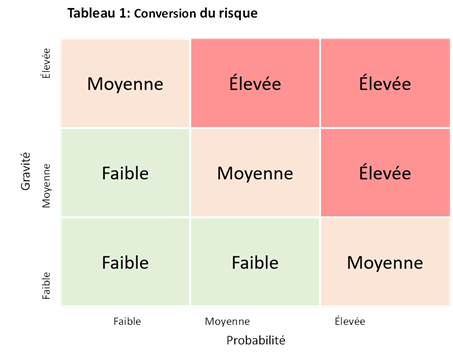 Tableau 1: Conversion du risque
Élevée
Moyenne
Élevée
Élevée
Gravité
Moyenne
Faible
Moyenne
Élevée
Faible
Faible
Faible
Moyenne
Faible
Moyenne
Élevée
Probabilité